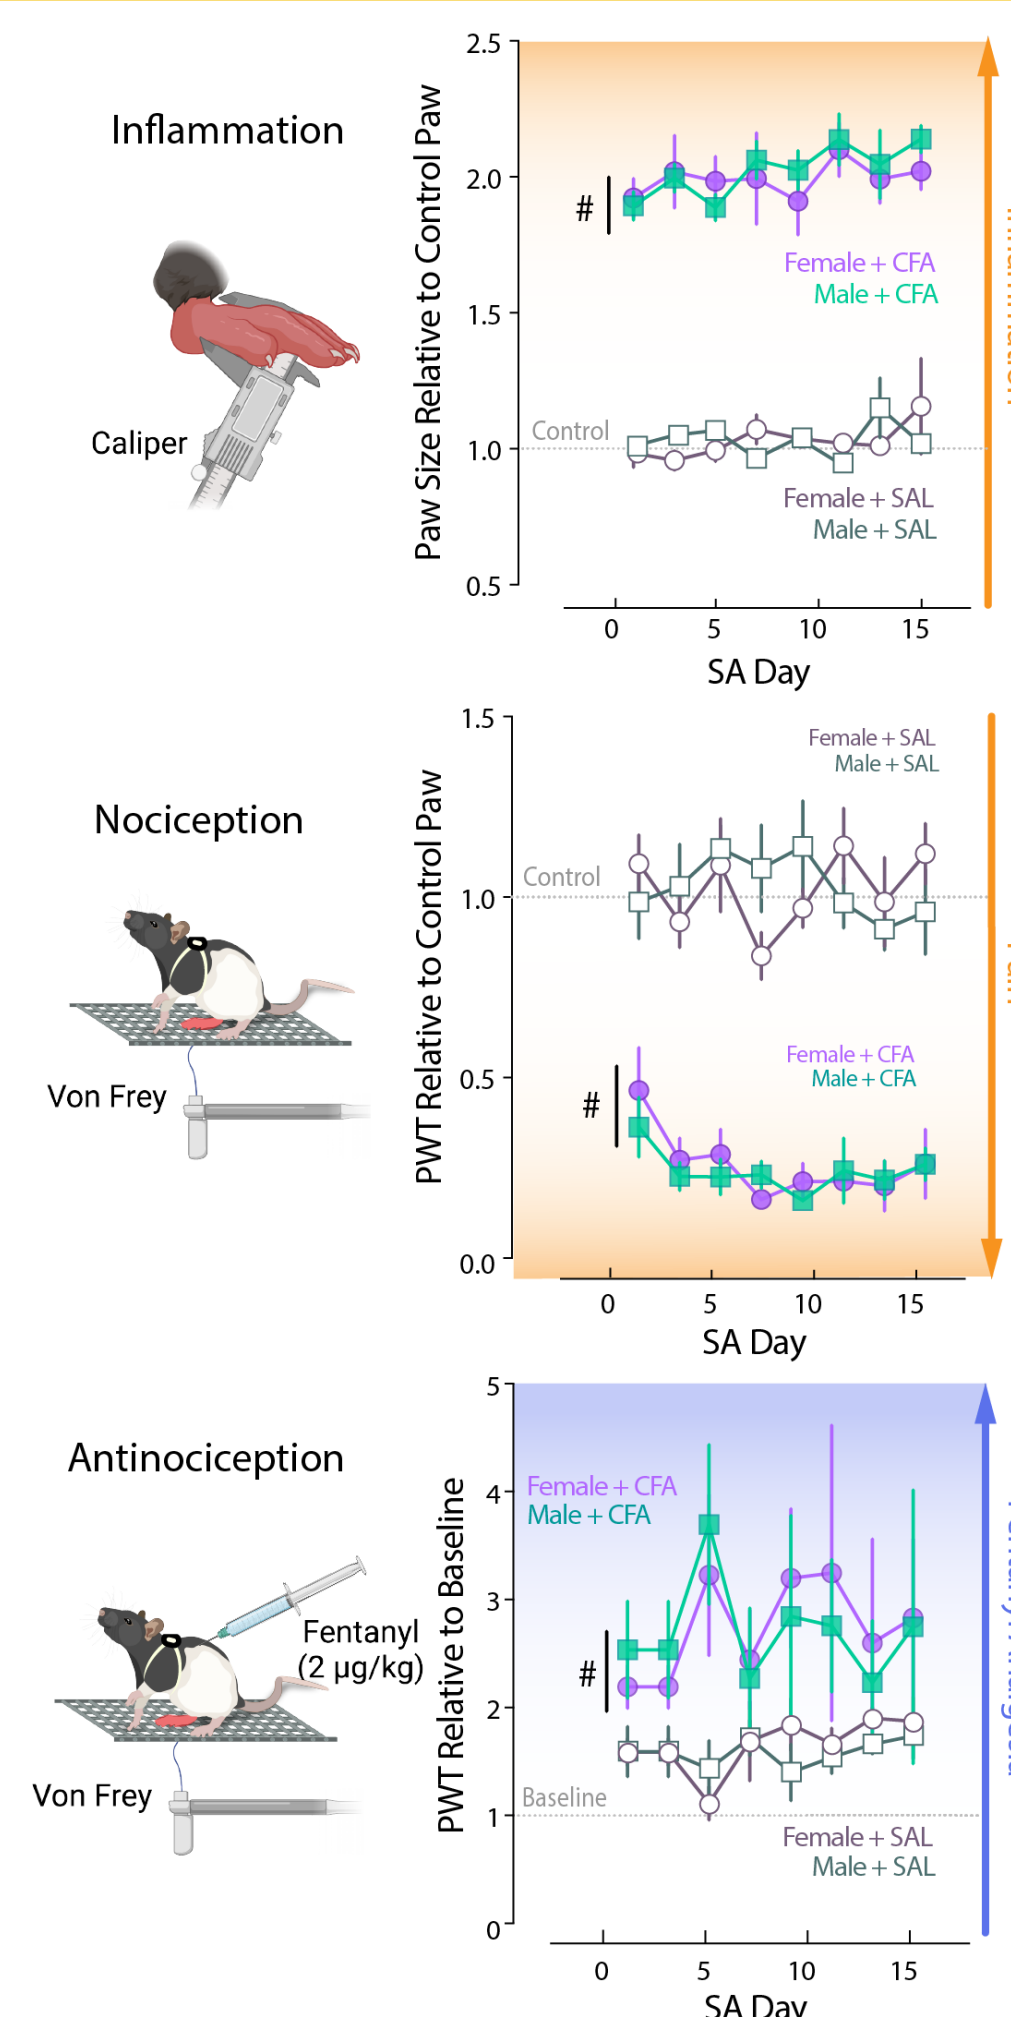 Inflammation
Caliper
Paw Size Relative to Control Paw
2.5
2.0
1.5
1.0
0.5
#
Female + CFA
Male + CFA
Control
Female + SAL
Male + SAL
0 5 10 15
SA Day
Nociception
Von Frey
PWT Relative to Control Paw
1.5
1.0
0.5
0.0
Female + SAL
Male + SAL
Control
Female + CFA
Male + CFA
#
0 5 10 15
SA Day
Antinociception
Fentanyl
(2 µg/kg)
Von Frey
PWT Relative to Baseline
5
4
3
2
1
0
Female + CFA
Male + CFA
#
Baseline
Female + SAL
Male + SAL
0 5 10 15
SA Day